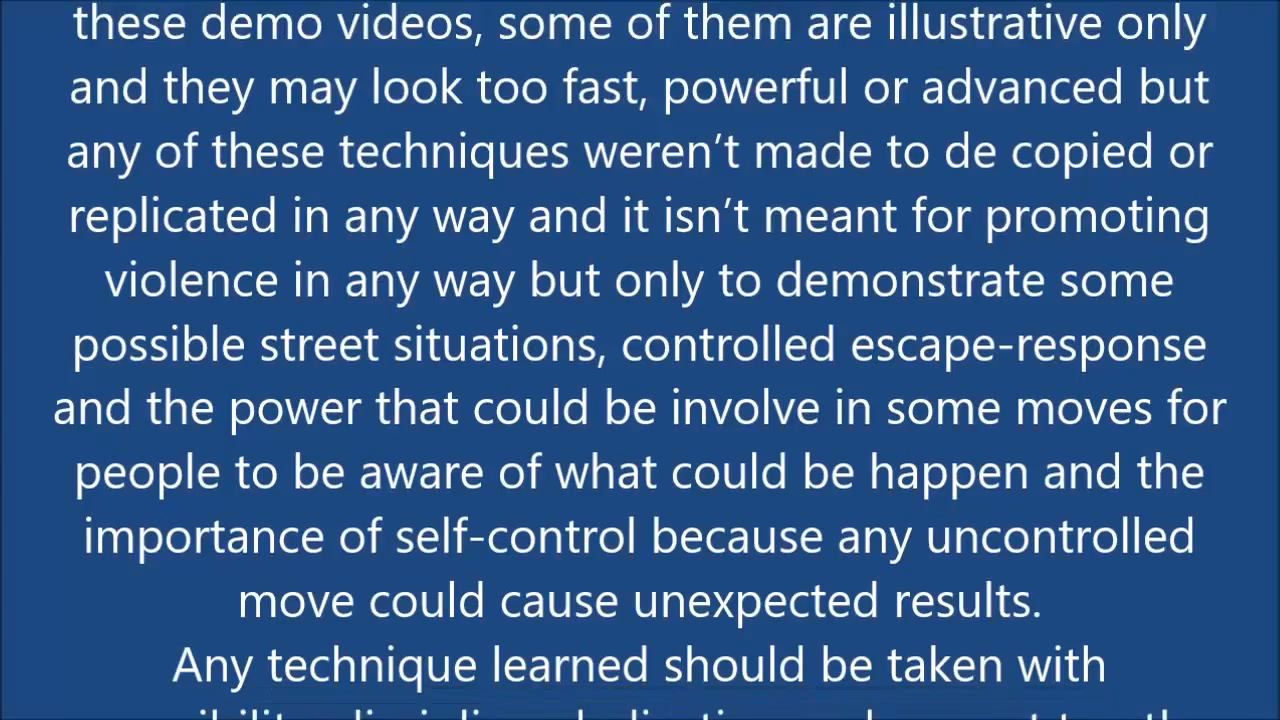 these demo videos, some of them are illustrative only
and they may look too fast, powerful or advanced but
any of these techniques weren’t made to de copied or
replicated in any way and it isn’t meant for promoting
violence in any way but only to demonstrate some
possible street situations, controlled escape-response
and the power that could be involve in some moves for
people to be aware of what could be happen and the
importance of self-control because any uncontrolled
move could cause unexpected results.
Any technique learned should be taken with